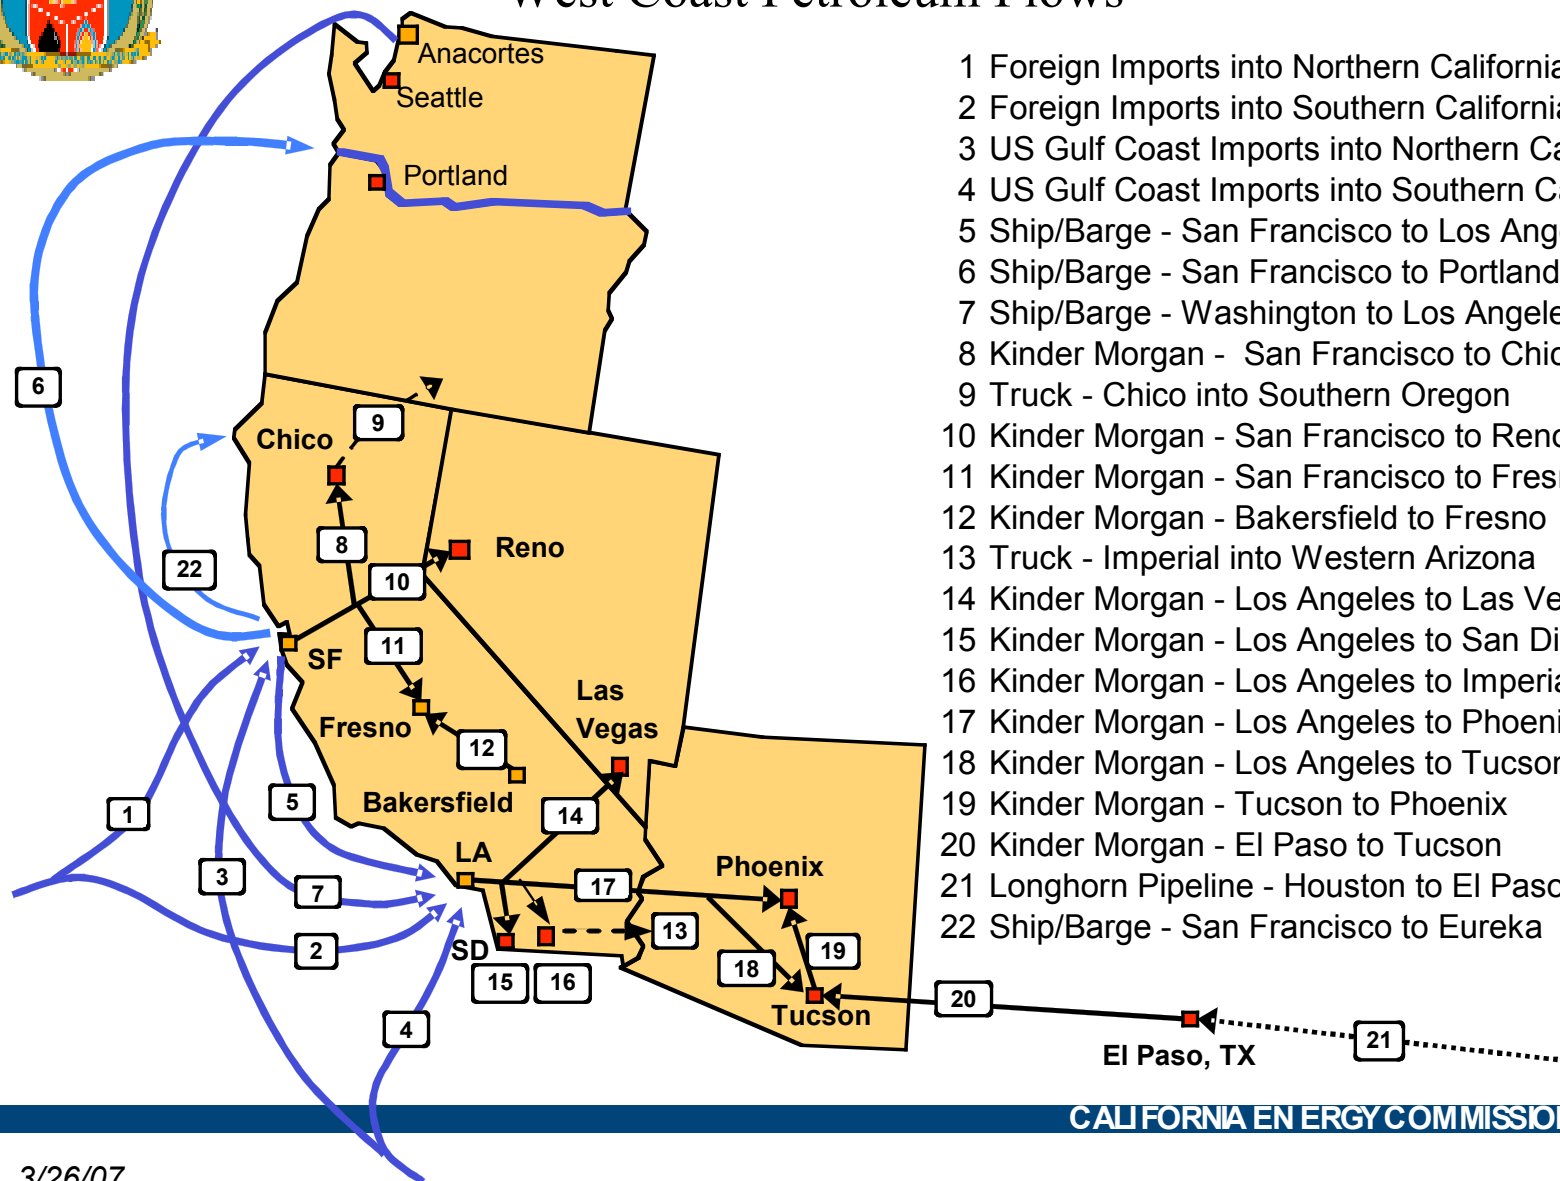 West Coast Petroleum Flows
Anacortes
Seattle
Portland
6
9
Chico
8
Reno
22
10
11
SF
Las
Vegas
Fresno
12
Bakersfield
1
5
14
LA
Phoenix
3
7
17
2
SD
13
15
16
18
19
Tucson
20
4
El Paso, TX
21
1 Foreign Imports into Northern California
2 Foreign Imports into Southern California
3 US Gulf Coast Imports into Northern Ca
4 US Gulf Coast Imports into Southern Ca
5 Ship/Barge - San Francisco to Los Ange
6 Ship/Barge - San Francisco to Portland
7 Ship/Barge - Washington to Los Angele
8 Kinder Morgan - San Francisco to Chic
9 Truck - Chico into Southern Oregon
10 Kinder Morgan - San Francisco to Reno
11 Kinder Morgan - San Francisco to Fresn
12 Kinder Morgan - Bakersfield to Fresno
13 Truck - Imperial into Western Arizona
14 Kinder Morgan - Los Angeles to Las Ve
15 Kinder Morgan - Los Angeles to San Di
16 Kinder Morgan - Los Angeles to Imperia
17 Kinder Morgan - Los Angeles to Phoeni
18 Kinder Morgan - Los Angeles to Tucson
19 Kinder Morgan - Tucson to Phoenix
20 Kinder Morgan - El Paso to Tucson
21 Longhorn Pipeline - Houston to El Paso
22 Ship/Barge - San Francisco to Eureka
CALIFORNIA ENERGY COMMISSION
3/26/07